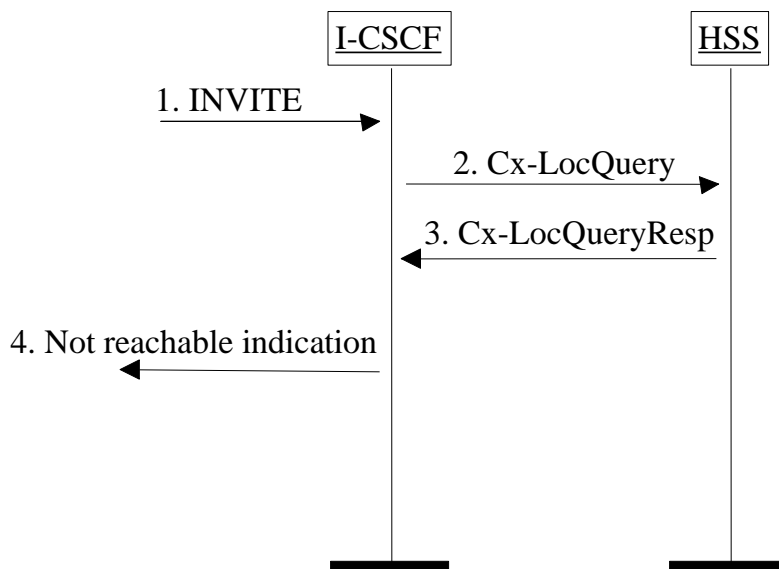 I-CSCF
HSS
1. INVITE
2. Cx-LocQuery
3. Cx-LocQueryResp
4. Not reachable indication